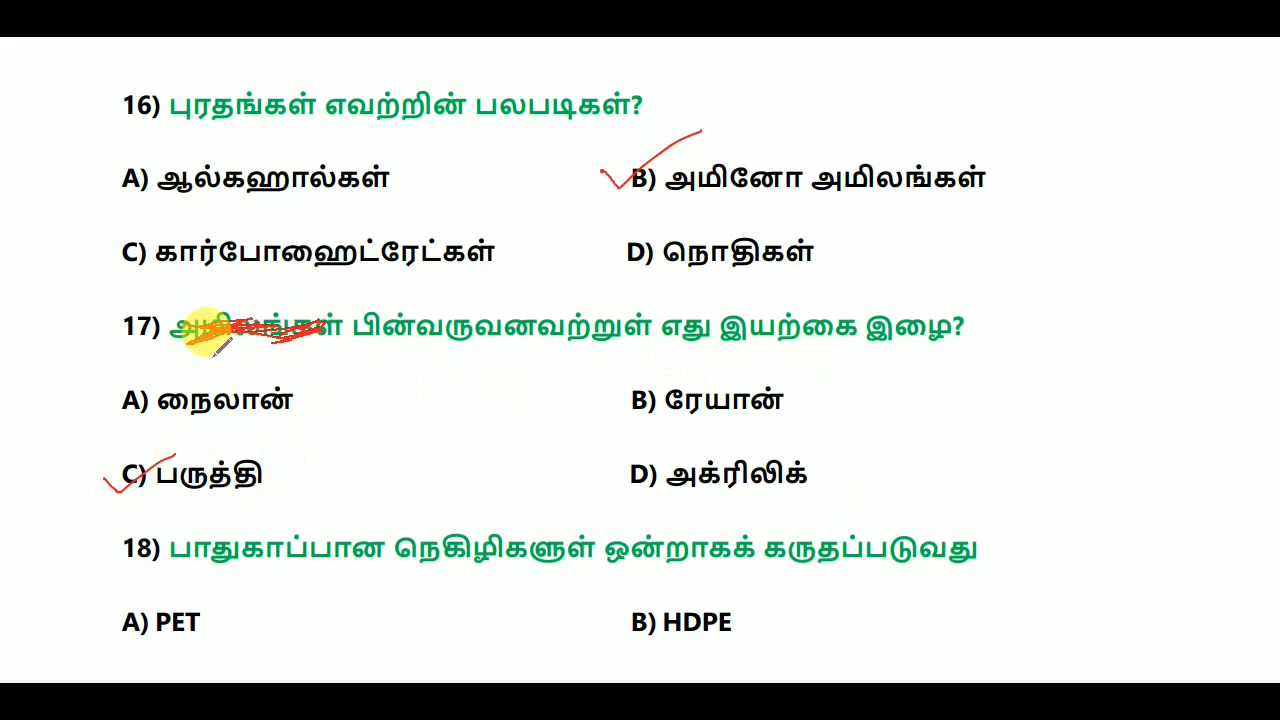 16) புரதங்கள் எவற்றின் பலபடிகள்?
A) ஆல்கஹால்கள் B) அமினோ அமிலங்கள்
C) கார்போஹைட்ரேட்கள் D) நொதிகள்
17) பின்வருவனவற்றுள் எது இயற்கை இழை?
A) நைலான் B) ரேயான்
C) பருத்தி D) அக்ரிலிக்
18) பாதுகாப்பான நெகிழிகளுள் ஒன்றாகக் கருதப்படுவது
A) PET B) HDPE